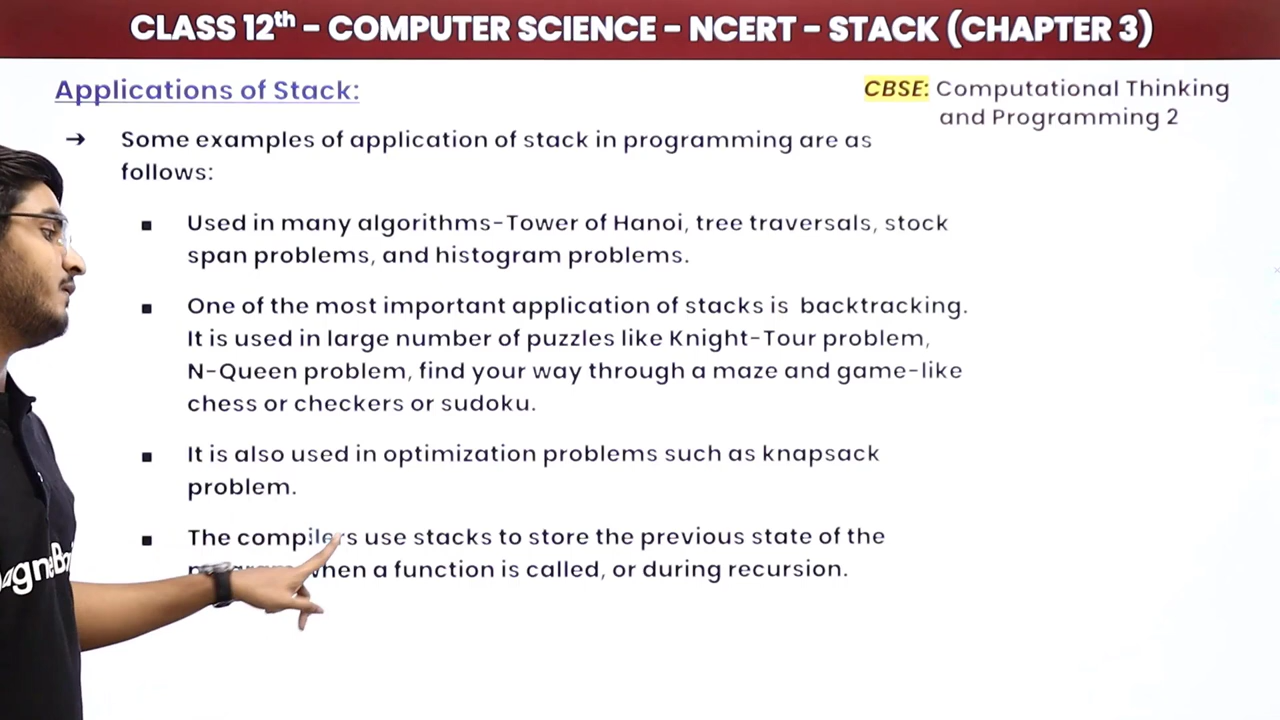 CLASS 12th - COMPUTER SCIENCE - NCERT - STACK (CHAPTER 3)
Applications of Stack:
CBSE: Computational Thinking
and Programming 2
→ Some examples of application of stack in programming are as
follows:
▪ Used in many algorithms-Tower of Hanoi, tree traversals, stock
span problems, and histogram problems.
▪ One of the most important application of stacks is backtracking.
It is used in large number of puzzles like Knight-Tour problem,
N-Queen problem, find your way through a maze and game-like
chess or checkers or sudoku.
▪ It is also used in optimization problems such as knapsack
problem.
▪ The compilers use stacks to store the previous state of the
when a function is called, or during recursion.